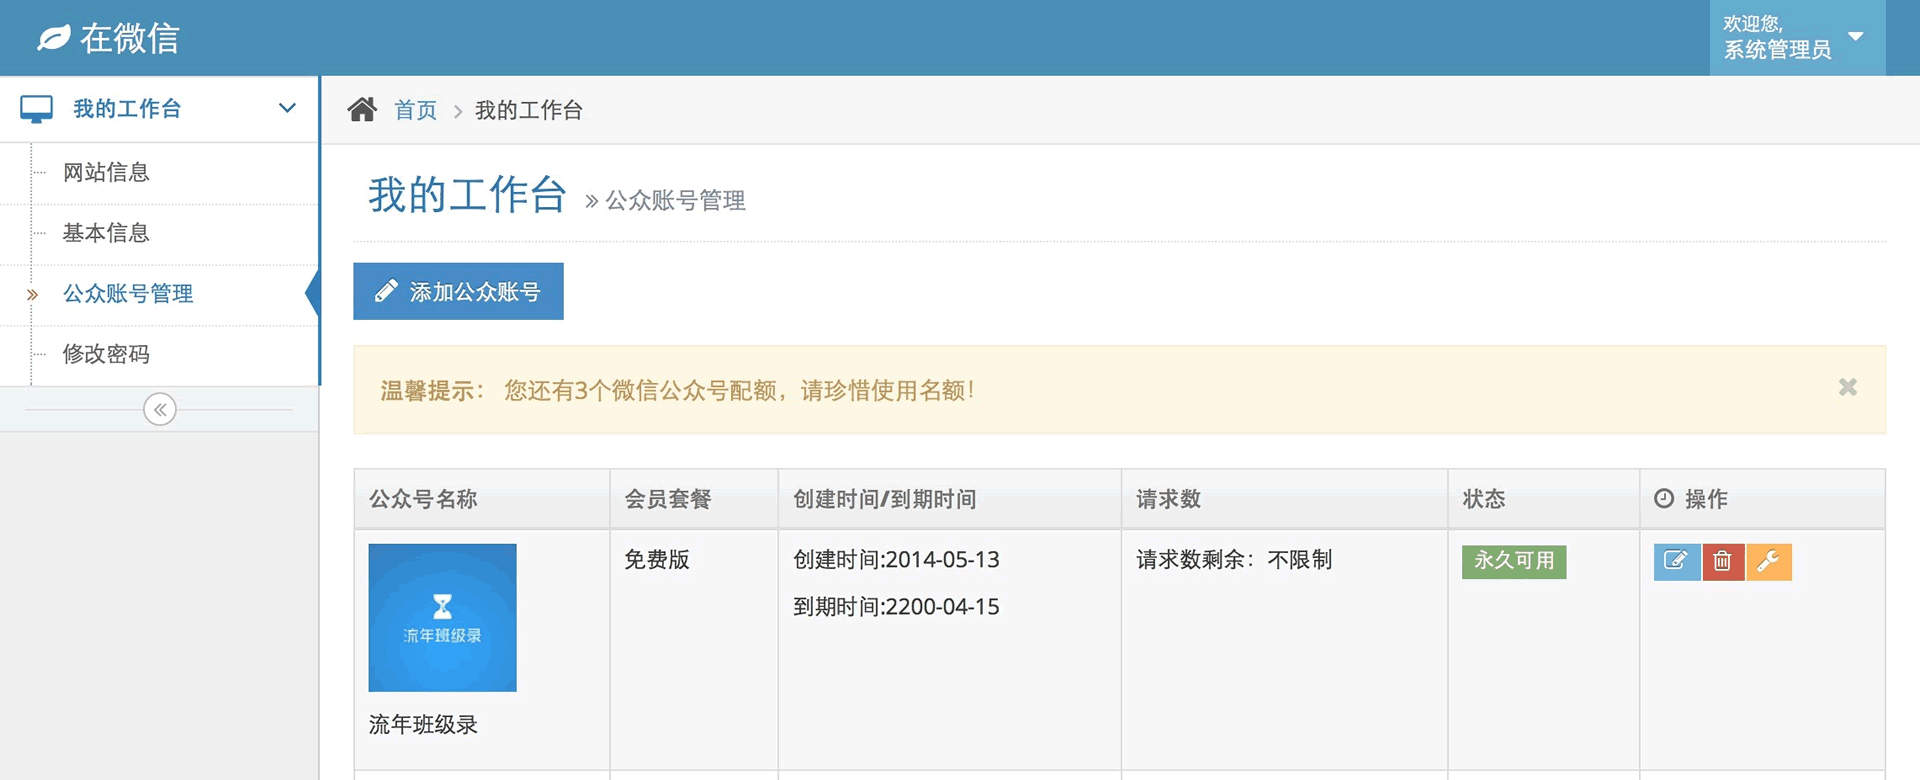 在微信
欢迎您,
系统管理员
我的工作台
网站信息
基本信息
公众账号管理
修改密码
首页 > 我的工作台
我的工作台 » 公众账号管理
添加公众账号
温馨提示： 您还有3个微信公众号配额，请珍惜使用名额！
公众号名称 会员套餐 创建时间/到期时间 请求数 状态 操作
流年班级录
流年班级录
免费版
创建时间:2014-05-13
到期时间:2200-04-15
请求数剩余：不限制
永久可用